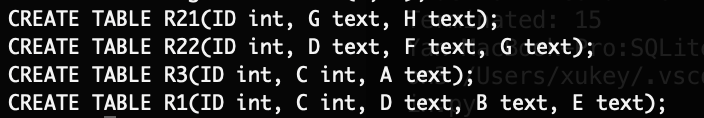 CREATE TABLE R21(ID int, G text, H text);
CREATE TABLE R22(ID int, D text, F text, G text);
CREATE TABLE R3(ID int, C int, A text);
CREATE TABLE R1(ID int, C int, D text, B text, E text);